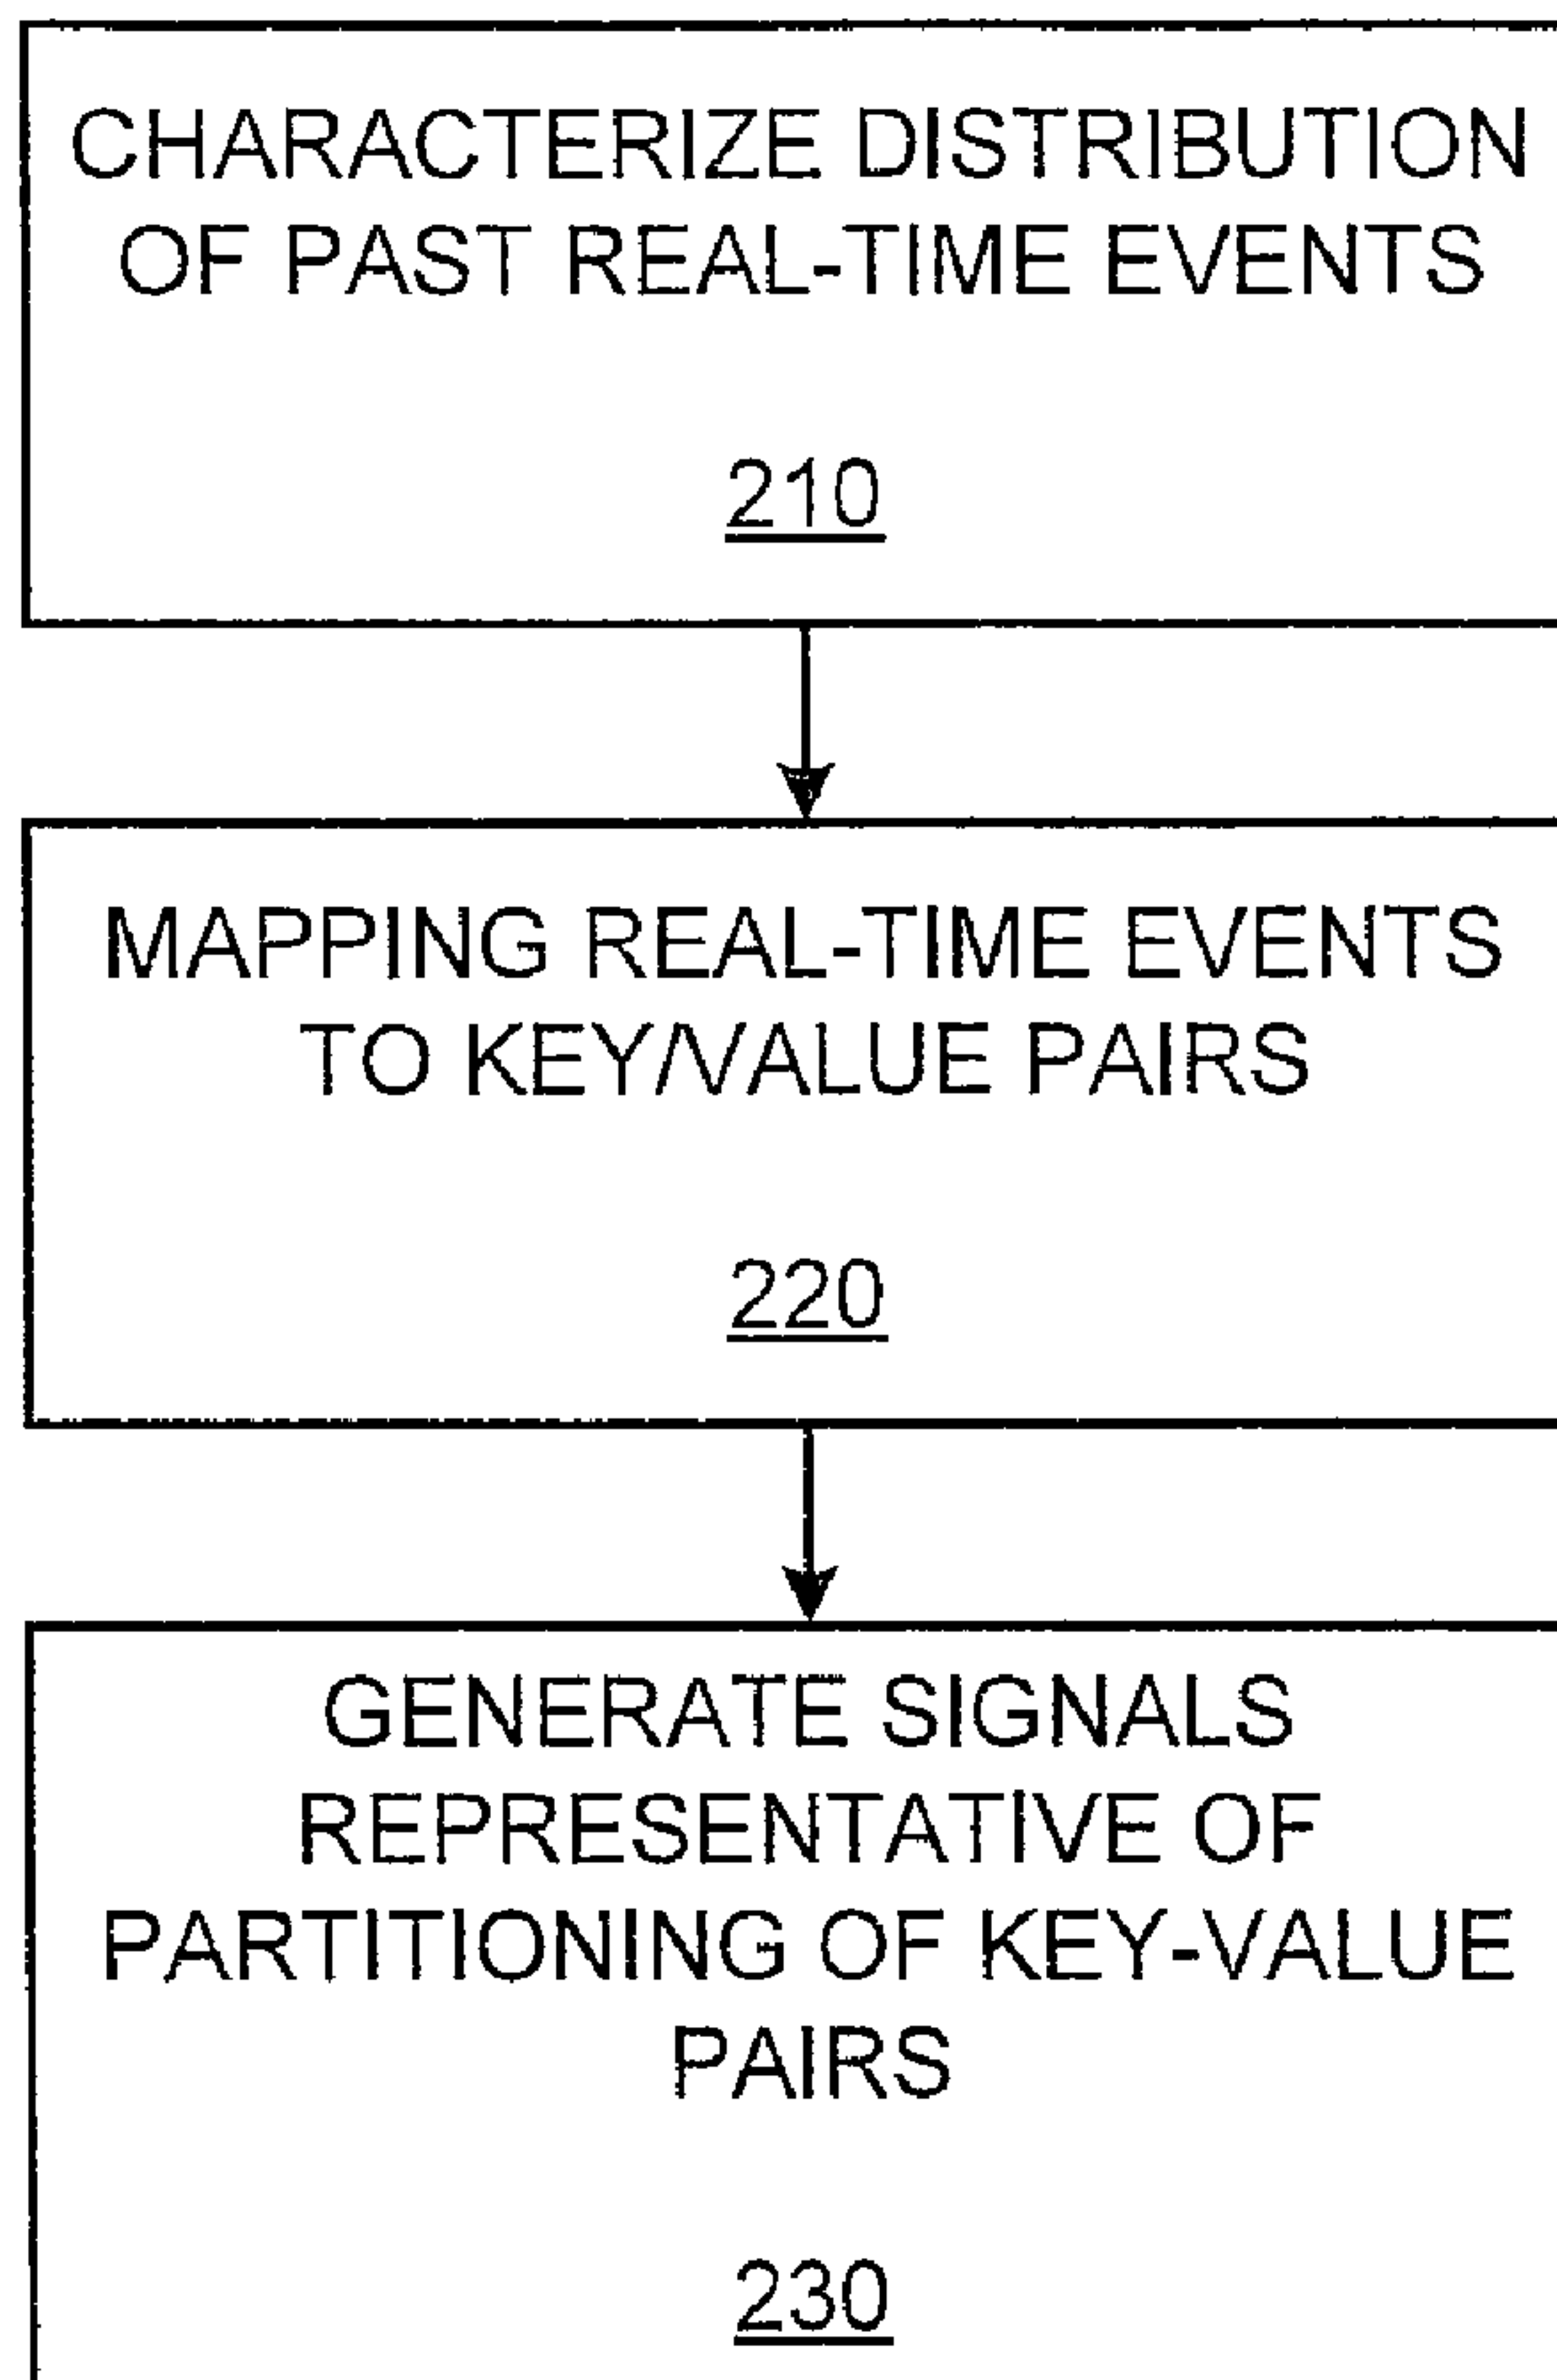 CHARACTERIZE DISTRIBUTION
OF PAST REAL-TIME EVENTS
210
MAPPING REAL-TIME EVENTS
TO KEY/VALUE PAIRS
220
GENERATE SIGNALS
REPRESENTATIVE OF
PARTITIONING OF KEY-VALUE
PAIRS
230